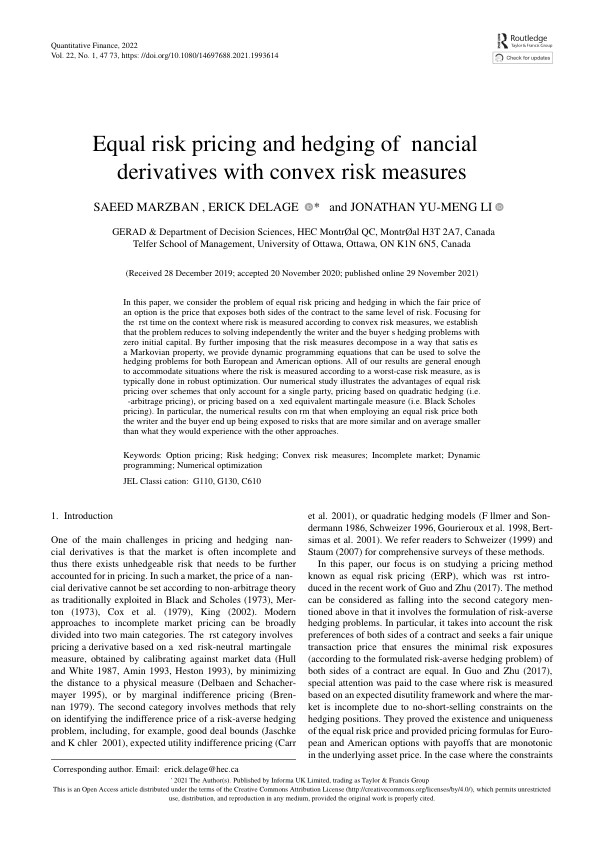 Quantitative Finance, 2022
Vol. 22, No. 1, 47 73, https: //doi.org/10.1080/14697688.2021.1993614
Routledge
Taylor & Francis Group
Check for updates
Equal risk pricing and hedging of nancial
derivatives with convex risk measures
SAEED MARZBAN , ERICK DELAGE * and JONATHAN YU-MENG LI
GERAD & Department of Decision Sciences, HEC MontrØal QC, MontrØal H3T 2A7, Canada
Telfer School of Management, University of Ottawa, Ottawa, ON K1N 6N5, Canada
(Received 28 December 2019; accepted 20 November 2020; published online 29 November 2021)
In this paper, we consider the problem of equal risk pricing and hedging in which the fair price of
an option is the price that exposes both sides of the contract to the same level of risk. Focusing for
the rst time on the context where risk is measured according to convex risk measures, we establish
that the problem reduces to solving independently the writer and the buyer s hedging problems with
zero initial capital. By further imposing that the risk measures decompose in a way that satis es
a Markovian property, we provide dynamic programming equations that can be used to solve the
hedging problems for both European and American options. All of our results are general enough
to accommodate situations where the risk is measured according to a worst-case risk measure, as is
typically done in robust optimization. Our numerical study illustrates the advantages of equal risk
pricing over schemes that only account for a single party, pricing based on quadratic hedging (i.e.
-arbitrage pricing), or pricing based on a xed equivalent martingale measure (i.e. Black Scholes
pricing). In particular, the numerical results con rm that when employing an equal risk price both
the writer and the buyer end up being exposed to risks that are more similar and on average smaller
than what they would experience with the other approaches.
Keywords: Option pricing; Risk hedging; Convex risk measures; Incomplete market; Dynamic
programming; Numerical optimization
JEL Classi cation: G110, G130, C610
1. Introduction
One of the main challenges in pricing and hedging nan-
cial derivatives is that the market is often incomplete and
thus there exists unhedgeable risk that needs to be further
accounted for in pricing. In such a market, the price of a nan-
cial derivative cannot be set according to non-arbitrage theory
as traditionally exploited in Black and Scholes (1973), Mer-
ton (1973), Cox et al. (1979), King (2002). Modern
approaches to incomplete market pricing can be broadly
divided into two main categories. The rst category involves
pricing a derivative based on a xed risk-neutral martingale
measure, obtained by calibrating against market data (Hull
and White 1987, Amin 1993, Heston 1993), by minimizing
the distance to a physical measure (Delbaen and Schacher-
mayer 1995), or by marginal indifference pricing (Bren-
nan 1979). The second category involves methods that rely
on identifying the indifference price of a risk-averse hedging
problem, including, for example, good deal bounds (Jaschke
and K chler 2001), expected utility indifference pricing (Carr
et al. 2001), or quadratic hedging models (F llmer and Son-
dermann 1986, Schweizer 1996, Gourieroux et al. 1998, Bert-
simas et al. 2001). We refer readers to Schweizer (1999) and
Staum (2007) for comprehensive surveys of these methods.
In this paper, our focus is on studying a pricing method
known as equal risk pricing (ERP), which was rst intro-
duced in the recent work of Guo and Zhu (2017). The method
can be considered as falling into the second category men-
tioned above in that it involves the formulation of risk-averse
hedging problems. In particular, it takes into account the risk
preferences of both sides of a contract and seeks a fair unique
transaction price that ensures the minimal risk exposures
(according to the formulated risk-averse hedging problem) of
both sides of a contract are equal. In Guo and Zhu (2017),
special attention was paid to the case where risk is measured
based on an expected disutility framework and where the mar-
ket is incomplete due to no-short-selling constraints on the
hedging positions. They proved the existence and uniqueness
of the equal risk price and provided pricing formulas for Euro-
pean and American options with payoffs that are monotonic
in the underlying asset price. In the case where the constraints
Corresponding author. Email: erick.delage@hec.ca
' 2021 The Author(s). Published by Informa UK Limited, trading as Taylor & Francis Group
This is an Open Access article distributed under the terms of the Creative Commons Attribution License (http://creativecommons.org/licenses/by/4.0/), which permits unrestricted
use, distribution, and reproduction in any medium, provided the original work is properly cited.